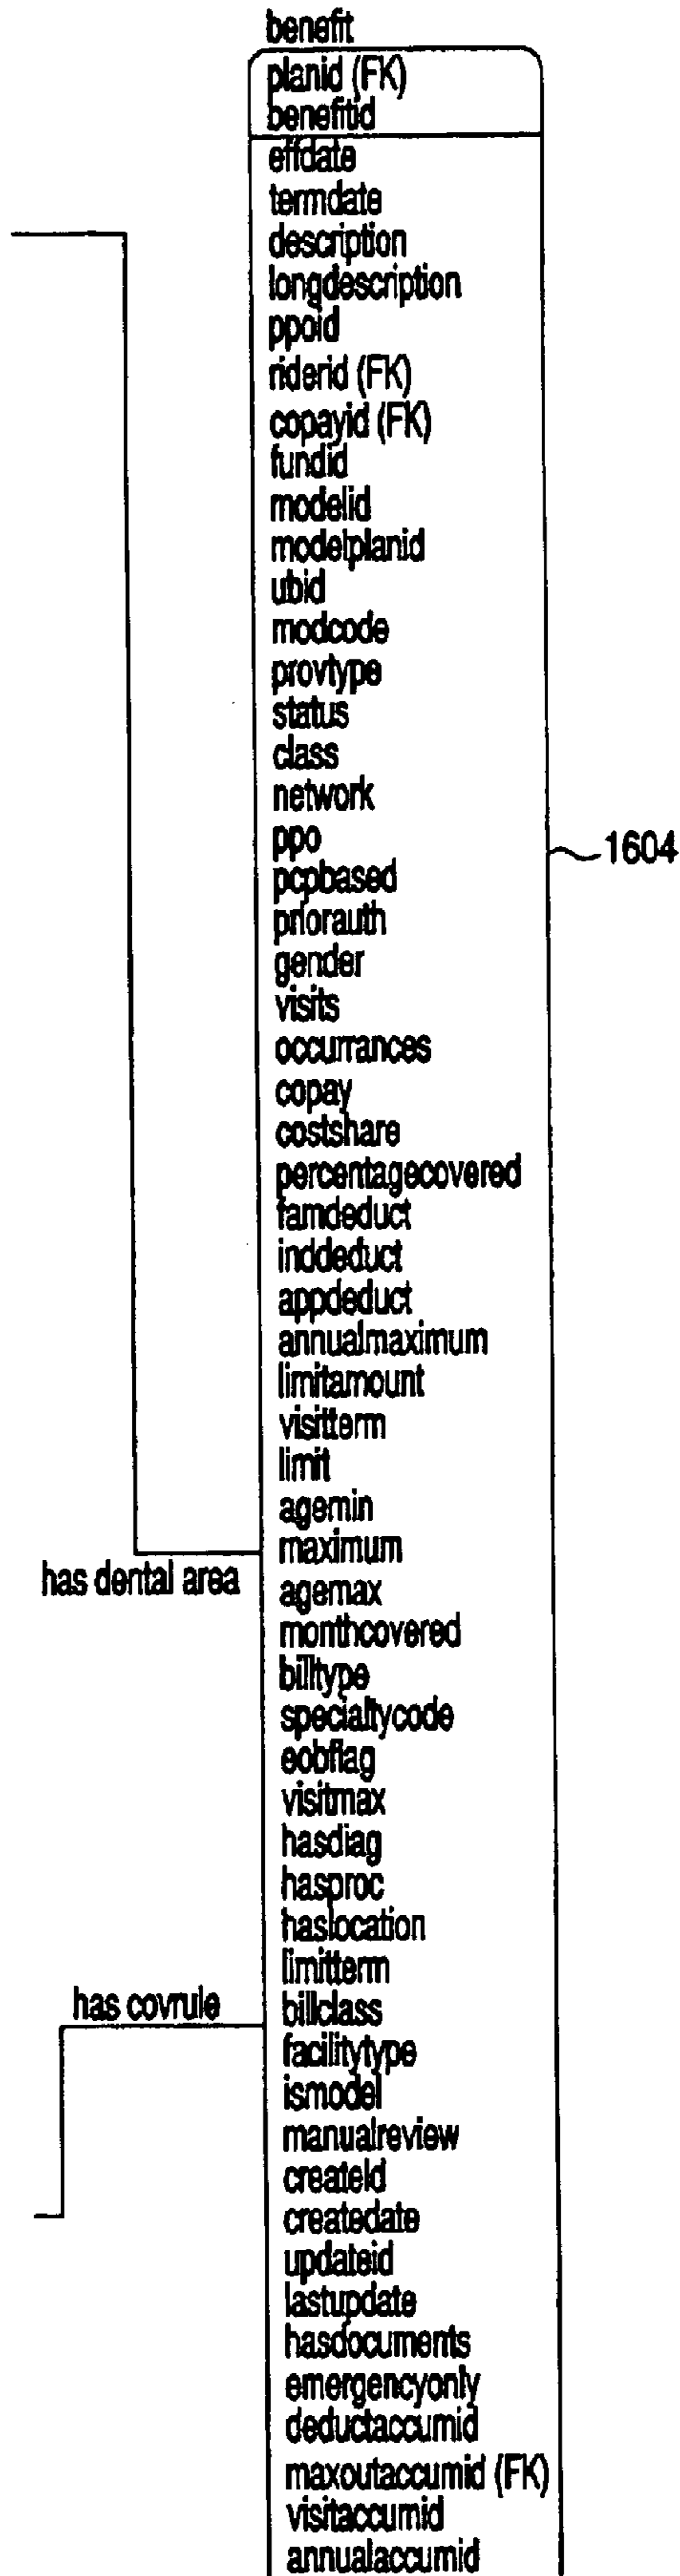 benefit
planid (FK)
benefitid
effdate
termdate
description
longdescription
ppoid
riderid (FK)
copayid (FK)
fundid
modelid
modelplanid
ubid
modcode
provtype
status
class
network
ppo
1604
pcpbased
priorauth
gender
visits
occurrances
copay
costshare
percentagecovered
famdeduct
inddeduct
appdeduct
annualmaximum
limitamount
visitterm
limit
agemin
maximum
has dental area
agemax
monthcovered
billtype
specialtycode
eobflag
visitmax
hasdiag
hasproc
haslocation
limitterm
has covrule
billclass
facilitytype
ismodel
manualreview
createId
createdate
updateid
lastupdate
hasdocuments
emergencyonly
deductaccumid
maxoutaccumid (FK)
visitaccumid
annualaccumid